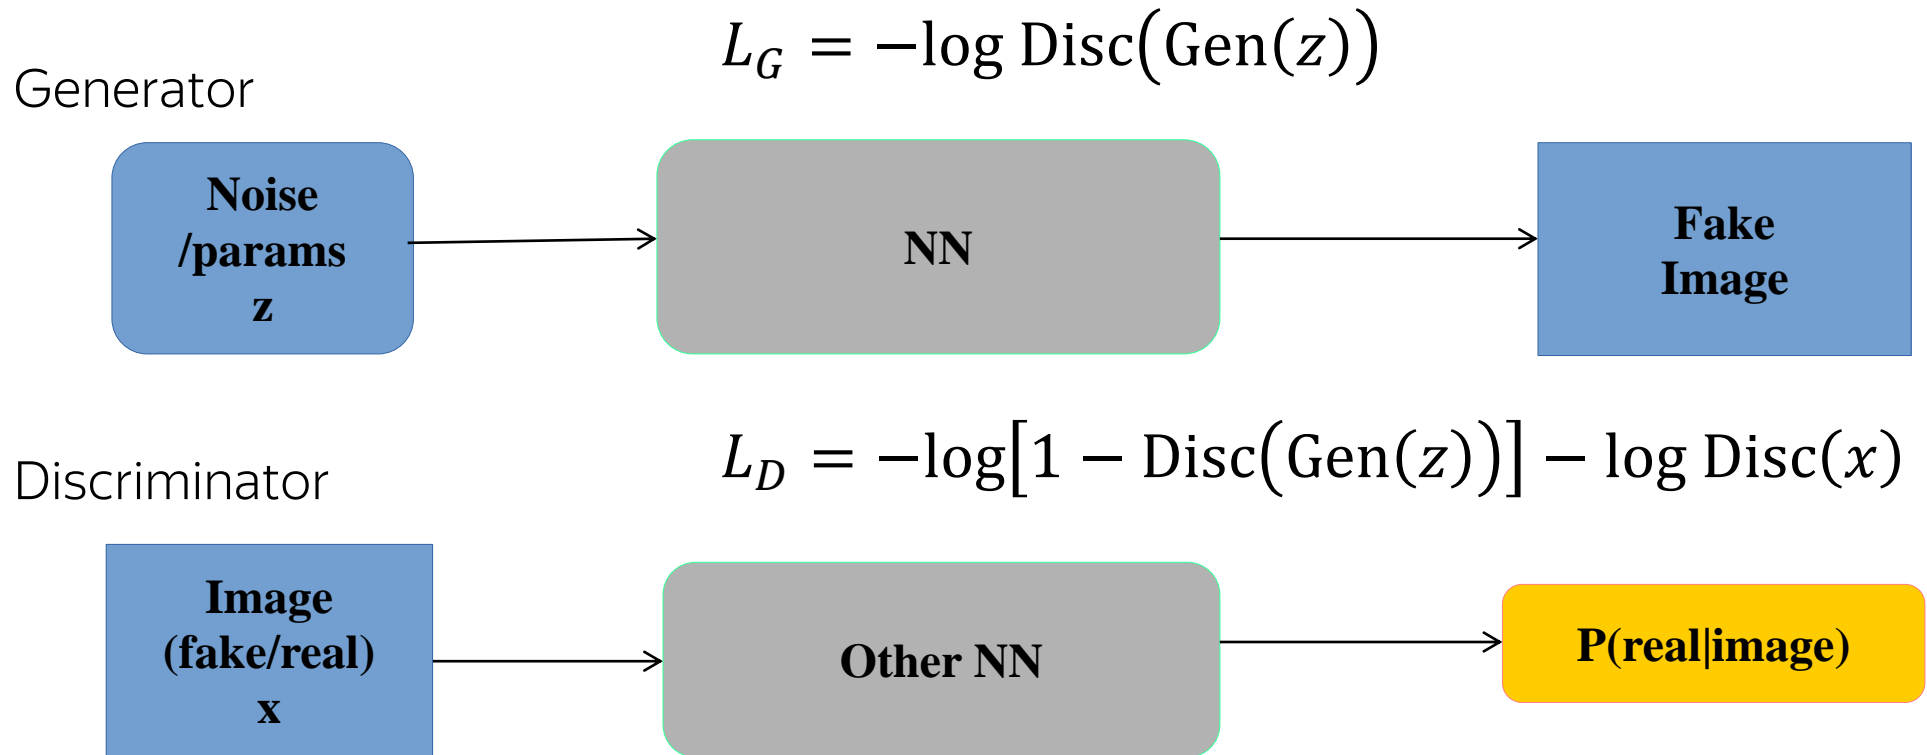 L_G = −log Disc(Gen(z))
Generator
Noise
/params
z
NN
Fake
Image
L_D = −log[1 − Disc(Gen(z))] − log Disc(x)
Discriminator
Image
(fake/real)
x
Other NN
P(real|image)